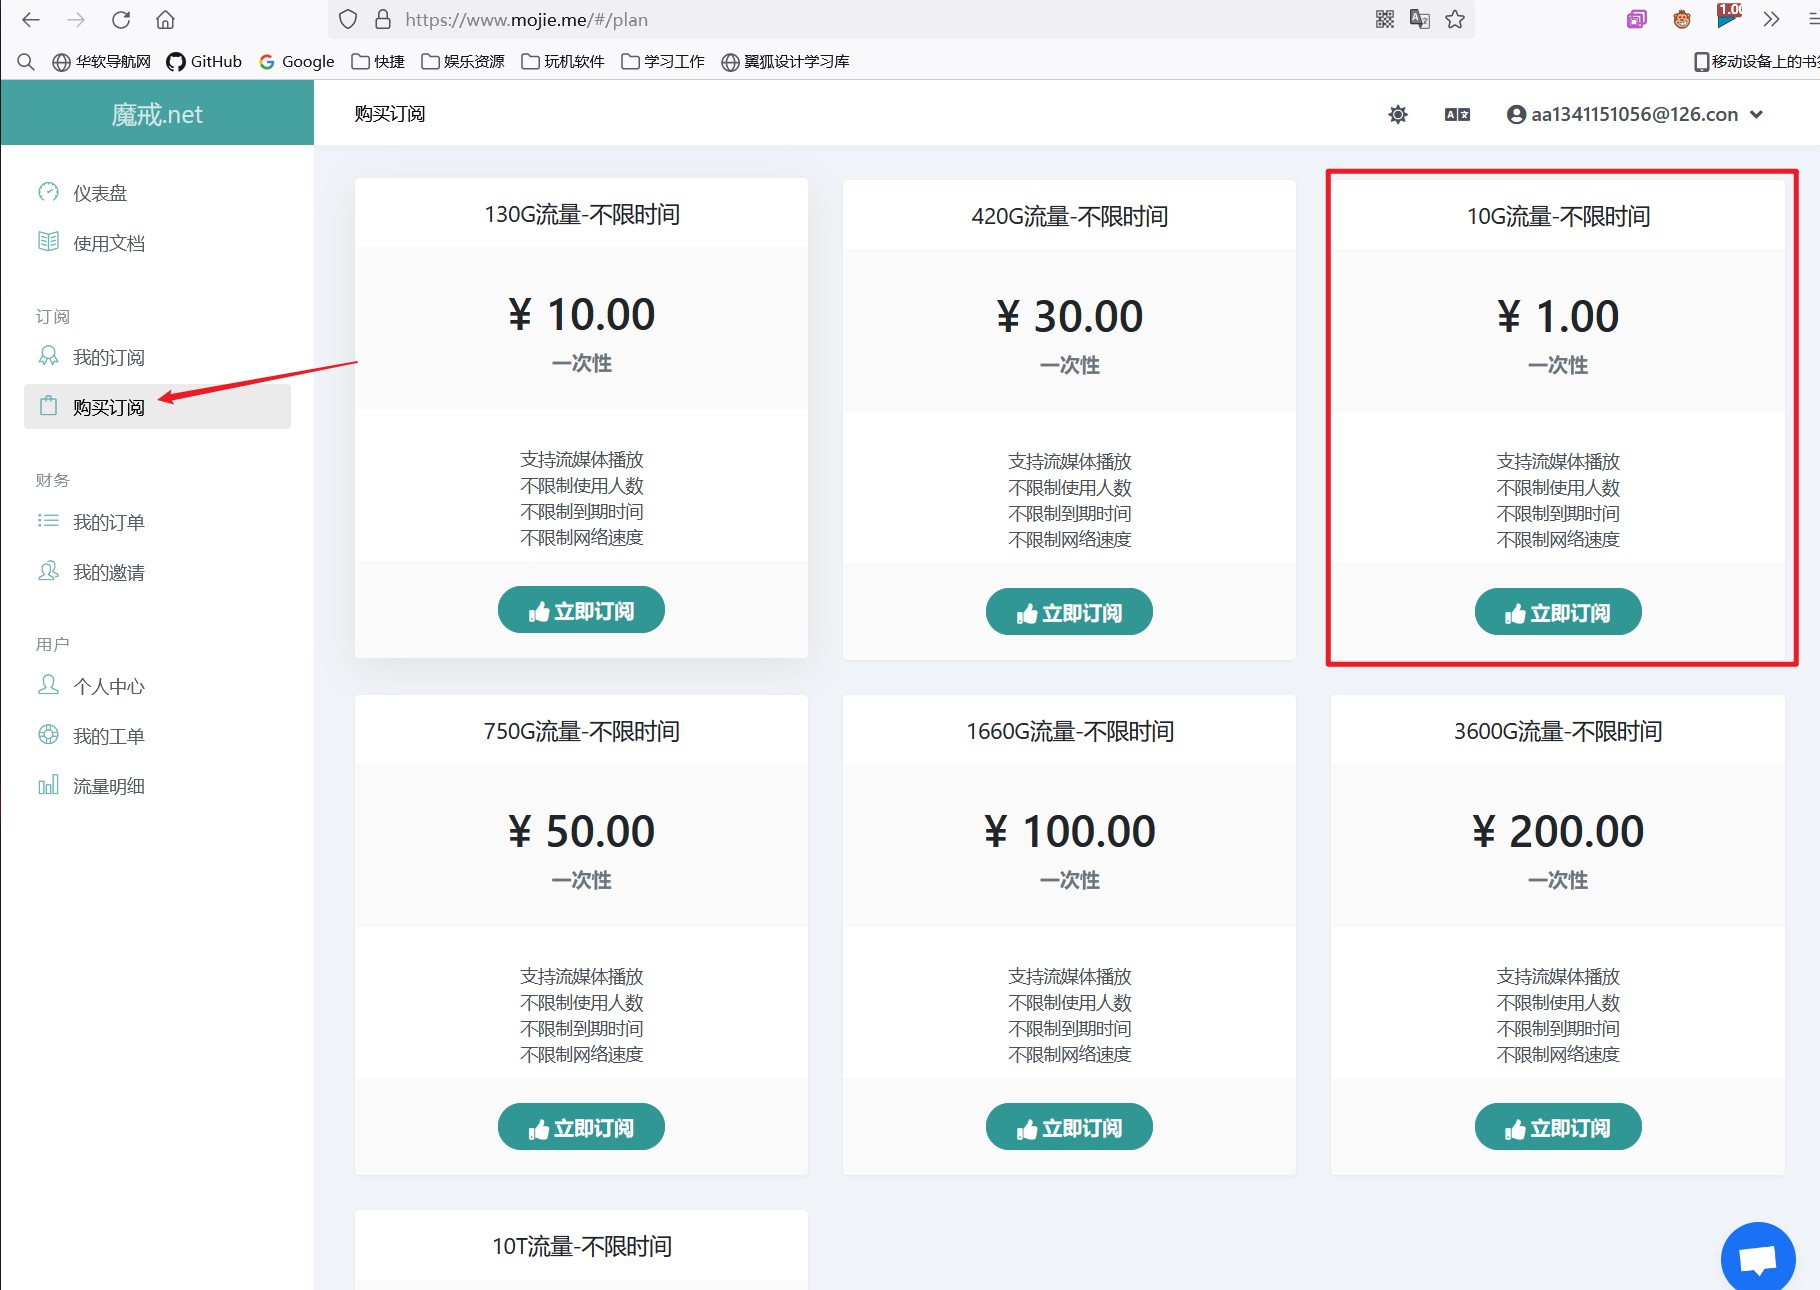 https://www.mojie.me/#/plan
1.00
华软导航网
GitHub
Google
快捷
娱乐资源
玩机软件
学习工作
翼狐设计学习库
移动设备上的书签
魔戒.net
购买订阅
aa1341151056@126.con
仪表盘
使用文档
订阅
我的订阅
购买订阅
财务
我的订单
我的邀请
用户
个人中心
我的工单
流量明细
130G流量-不限时间
¥ 10.00
一次性
支持流媒体播放
不限制使用人数
不限制到期时间
不限制网络速度
立即订阅
420G流量-不限时间
¥ 30.00
一次性
支持流媒体播放
不限制使用人数
不限制到期时间
不限制网络速度
立即订阅
10G流量-不限时间
¥ 1.00
一次性
支持流媒体播放
不限制使用人数
不限制到期时间
不限制网络速度
立即订阅
750G流量-不限时间
¥ 50.00
一次性
支持流媒体播放
不限制使用人数
不限制到期时间
不限制网络速度
立即订阅
1660G流量-不限时间
¥ 100.00
一次性
支持流媒体播放
不限制使用人数
不限制到期时间
不限制网络速度
立即订阅
3600G流量-不限时间
¥ 200.00
一次性
支持流媒体播放
不限制使用人数
不限制到期时间
不限制网络速度
立即订阅
10T流量-不限时间